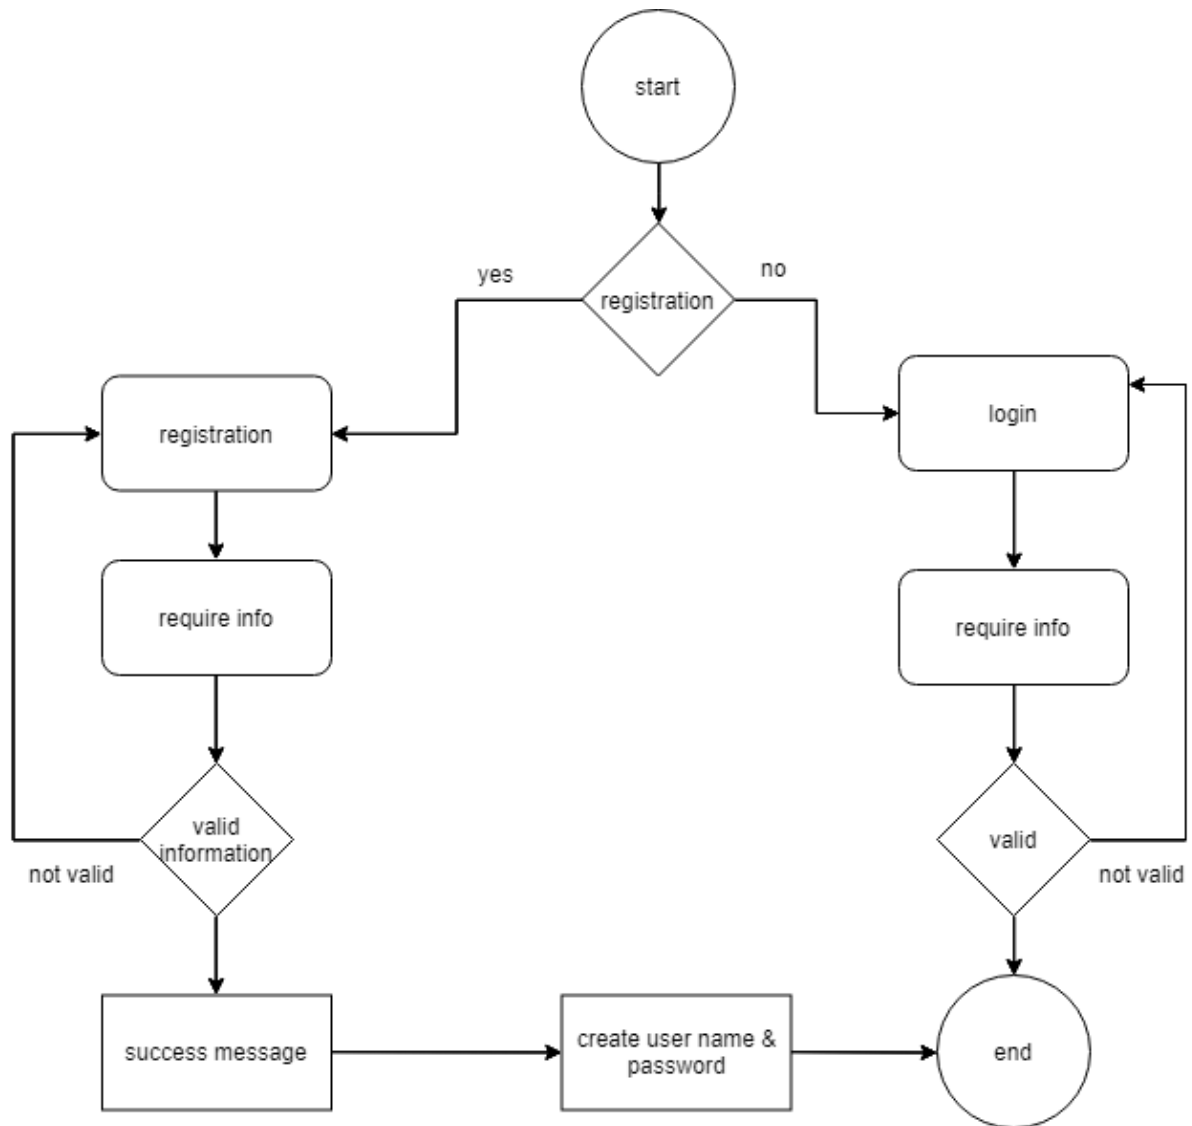 start
yes
no
registration
registration
login
require info
require info
valid
information
valid
not valid
not valid
success message
create user name &
password
end